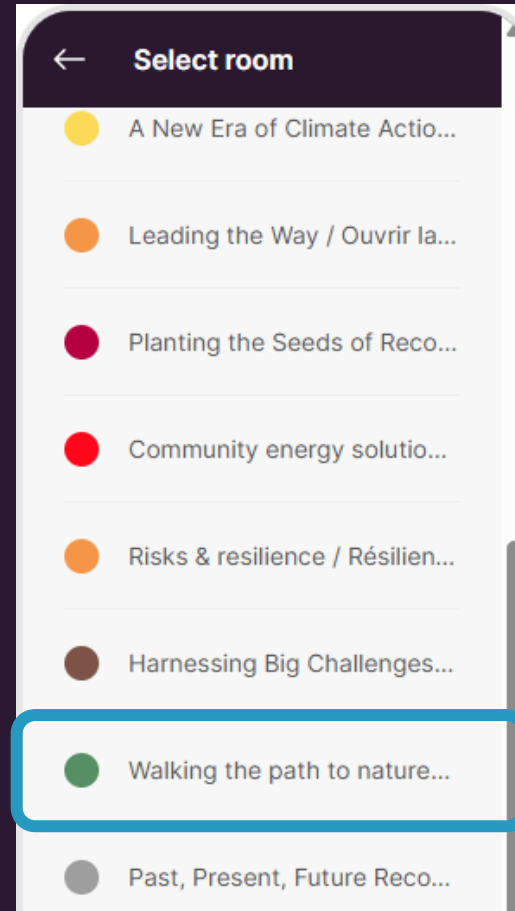 Select room
A New Era of Climate Actio...
Leading the Way / Ouvrir la...
Planting the Seeds of Reco...
Community energy solutio...
Risks & resilience / Résilien...
Harnessing Big Challenges...
Walking the path to nature...
Past, Present, Future Reco...